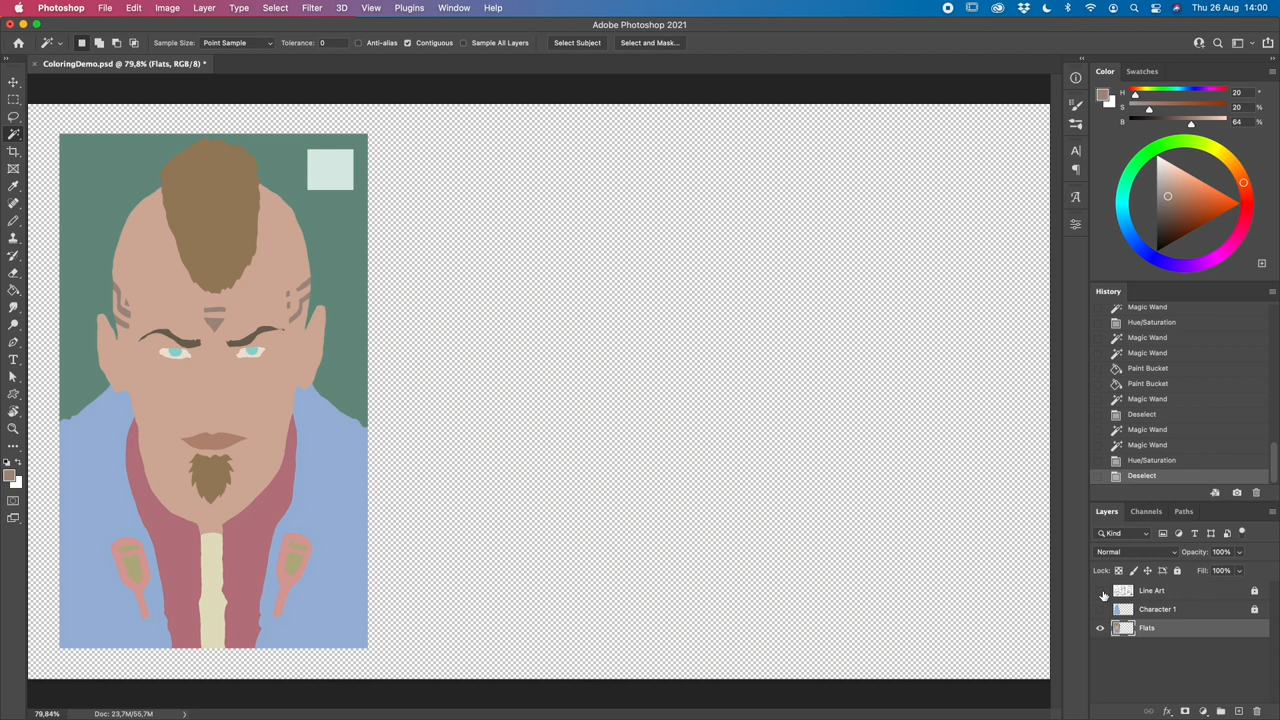 Photoshop File Edit Image Layer Type Select Filter 3D View Plugins Window Help Thu 26 Aug 14:00
Adobe Photoshop 2021
Sample Size: Point Sample Tolerance: 0 Anti-alias Contiguous Sample All Layers Select Subject Select and Mask...
ColoringDemo.psd @ 79,8% (Flats, RGB/8) *
Color Swatches
H 20 °
S 20 %
B 64 %
History
Magic Wand
Hue/Saturation
Magic Wand
Magic Wand
Paint Bucket
Paint Bucket
Magic Wand
Deselect
Magic Wand
Magic Wand
Hue/Saturation
Deselect
Layers Channels Paths
Kind
Normal Opacity: 100%
Lock: Fill: 100%
Line Art
Character 1
Flats
79,84% Doc: 23,7M/55,7M